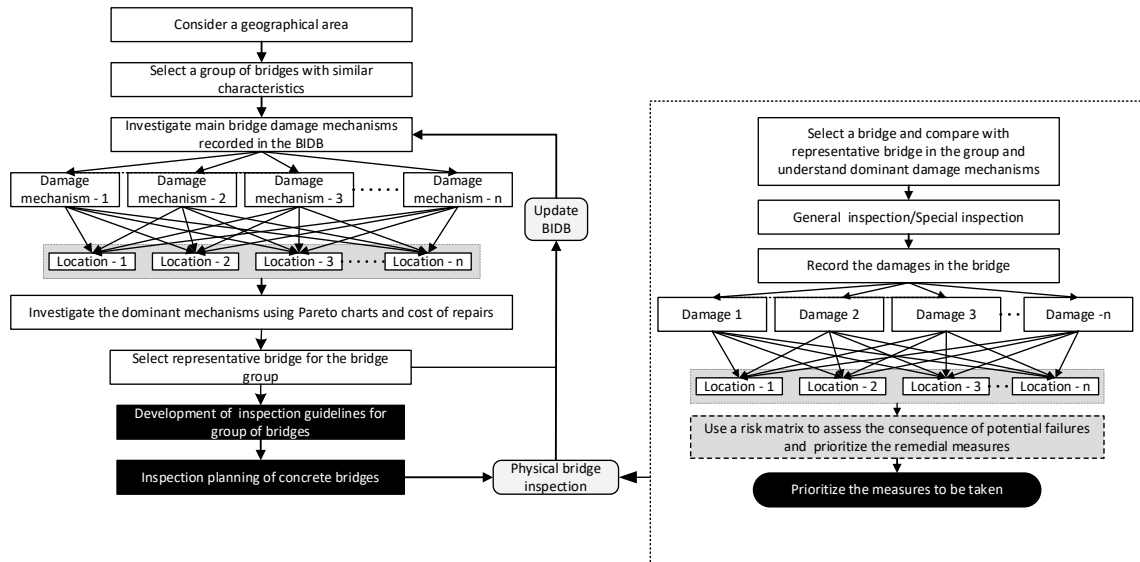 Consider a geographical area
Select a group of bridges with similar
characteristics
Investigate main bridge damage mechanisms
recorded in the BIDB
Damage
mechanism - 1
Damage
mechanism - 2
Damage
mechanism - 3
Damage
mechanism - n
Location - 1
Location - 2
Location - 3
Location - n
Investigate the dominant mechanisms using Pareto charts and cost of repairs
Select representative bridge for the bridge
group
Development of inspection guidelines for
group of bridges
Inspection planning of concrete bridges
Update
BIDB
Physical bridge
inspection
Select a bridge and compare with
representative bridge in the group and
understand dominant damage mechanisms
General inspection/Special inspection
Record the damages in the bridge
Damage 1
Damage 2
Damage 3
Damage -n
Location - 1
Location - 2
Location - 3
Location - n
Use a risk matrix to assess the consequence of potential failures
and prioritize the remedial measures
Prioritize the measures to be taken